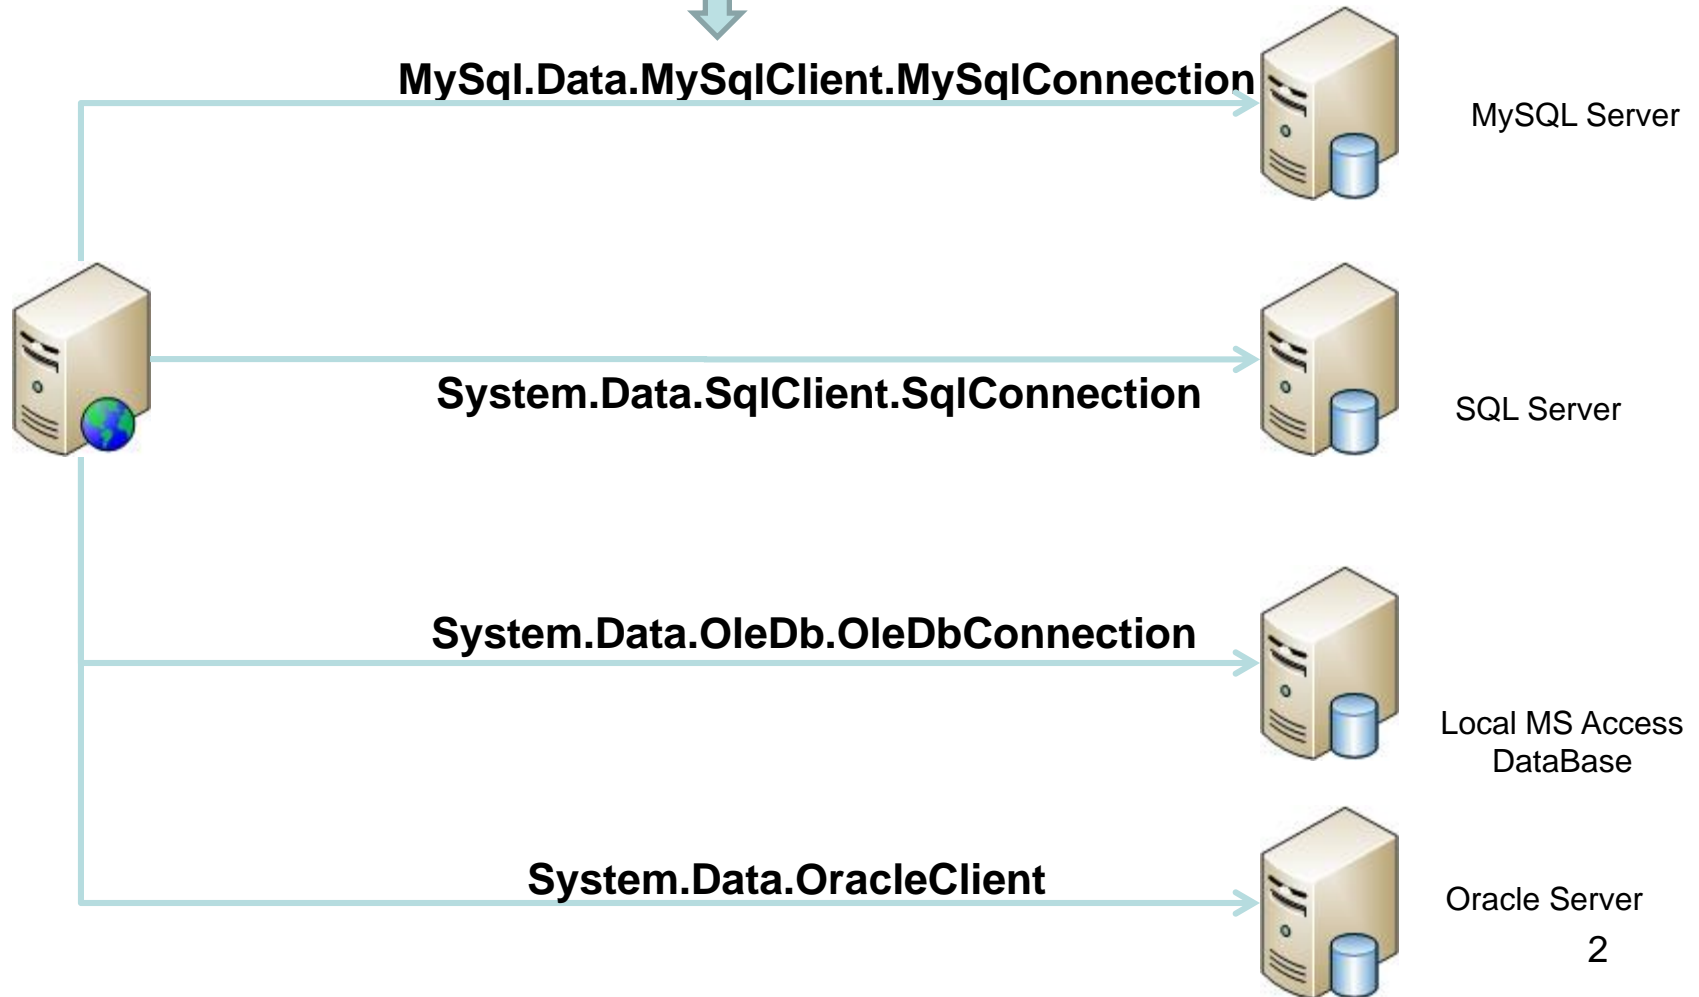 MySql.Data.MySqlClient.MySqlConnection
MySQL Server
System.Data.SqlClient.SqlConnection
SQL Server
System.Data.OleDb.OleDbConnection
Local MS Access
DataBase
System.Data.OracleClient
Oracle Server
2